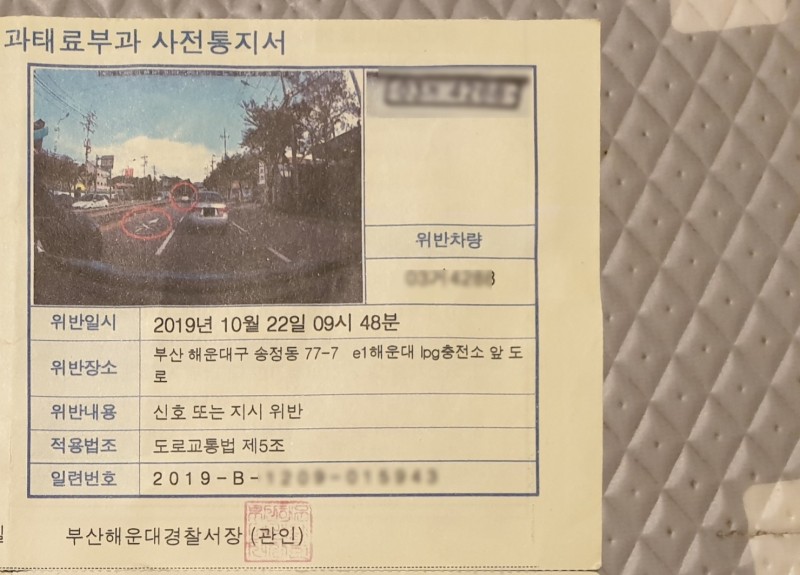 과태료부과 사전통지서
위반차량
위반일시 2019년 10월 22일 09시 48분
위반장소 부산 해운대구 송정동 77-7 e1해운대 lpg충전소 앞 도
로
위반내용 신호 또는 지시 위반
적용법조 도로교통법 제5조
일련번호 2019-B-
부산해운대경찰서장 (관인)